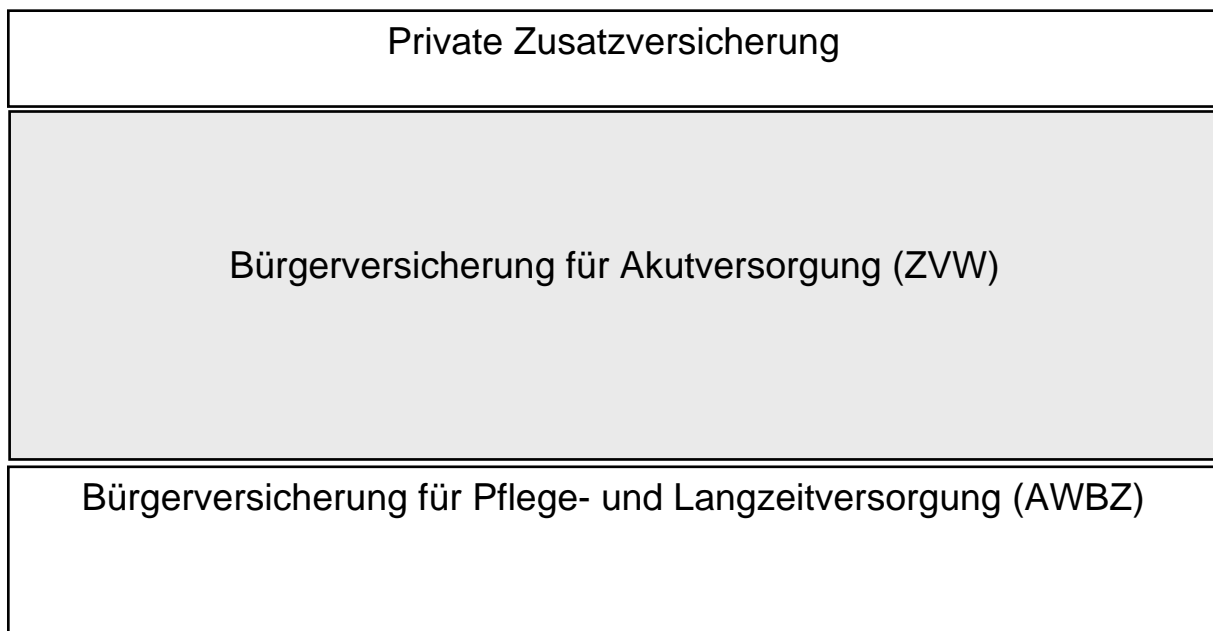 Private Zusatzversicherung
Bürgerversicherung für Akutversorgung (ZVW)
Bürgerversicherung für Pflege- und Langzeitversorgung (AWBZ)